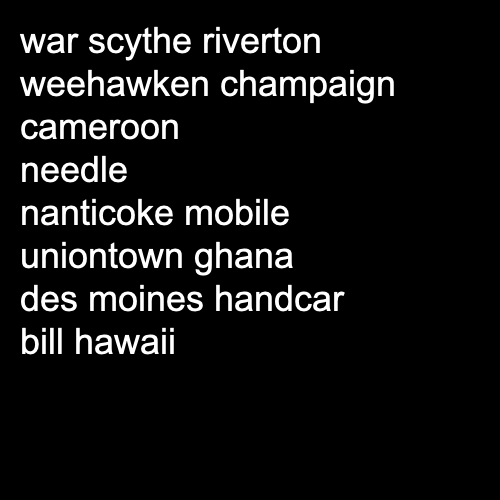 war scythe riverton
weehawken champaign
cameroon
needle
nanticoke mobile
uniontown ghana
des moines handcar
bill hawaii